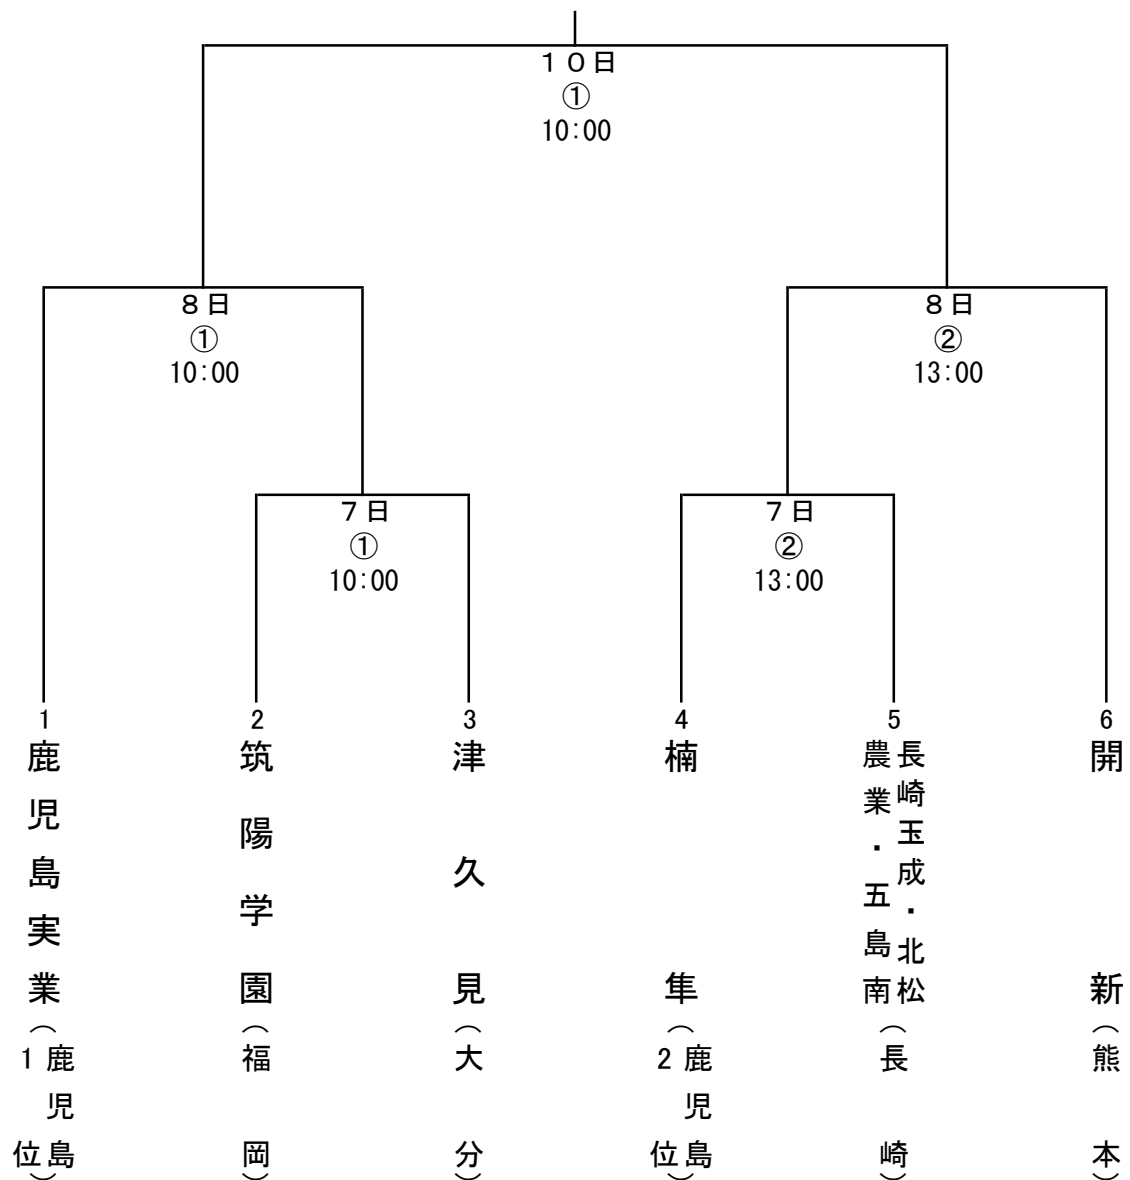 １０日
①
10:00
８日
①
10:00
８日
②
13:00
７日
①
10:00
７日
②
13:00
1
鹿児島実業
（鹿児島
1位）
2
筑陽学園
（福岡）
3
津久見
（大分）
4
楠隼
（鹿児島
2位）
5
長崎玉成・北松
農業・五島南
（長崎）
6
開新
（熊本）